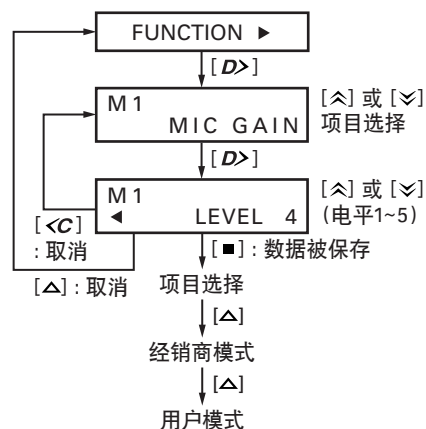 FUNCTION ▶
[D>]
M1
MIC GAIN
[︽] 或 [︾]
项目选择
[D>]
M1
◀ LEVEL 4
[︽] 或 [︾]
(电平1~5)
[<C]
:取消
[■]:数据被保存
[△]:取消
项目选择
[△]
经销商模式
[△]
用户模式